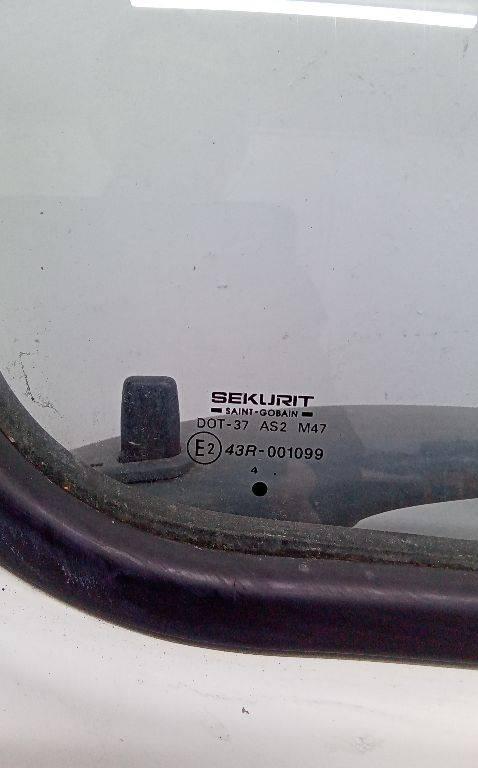 SEKURIT
SAINT-GOBAIN
DOT-37 AS2 M47
E2 43R-001099
4 .